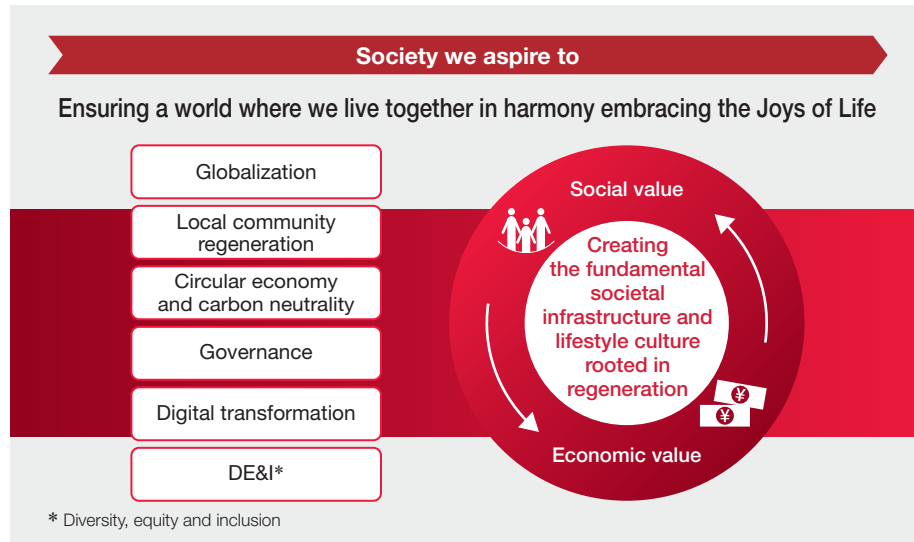 Society we aspire to
Ensuring a world where we live together in harmony embracing the Joys of Life
Globalization
Local community
regeneration
Circular economy
and carbon neutrality
Governance
Digital transformation
DE&I*
Social value
Creating
the fundamental
societal
infrastructure and
lifestyle culture
rooted in
regeneration
¥
¥
Economic value
* Diversity, equity and inclusion